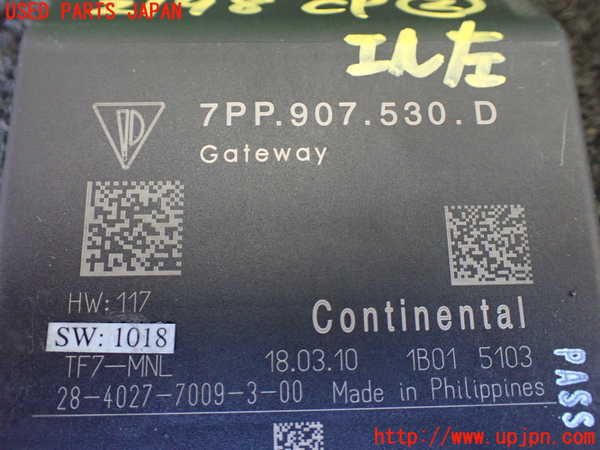 USED PARTS JAPAN
エル左
7PP.907.530.D
Gateway
HW: 117
Continental
SW: 1018
TF7-MNL 18.03.10 1B01 5103
28-4027-7009-3-00 Made in Philippines
PASS
http://www.upjpn.com/